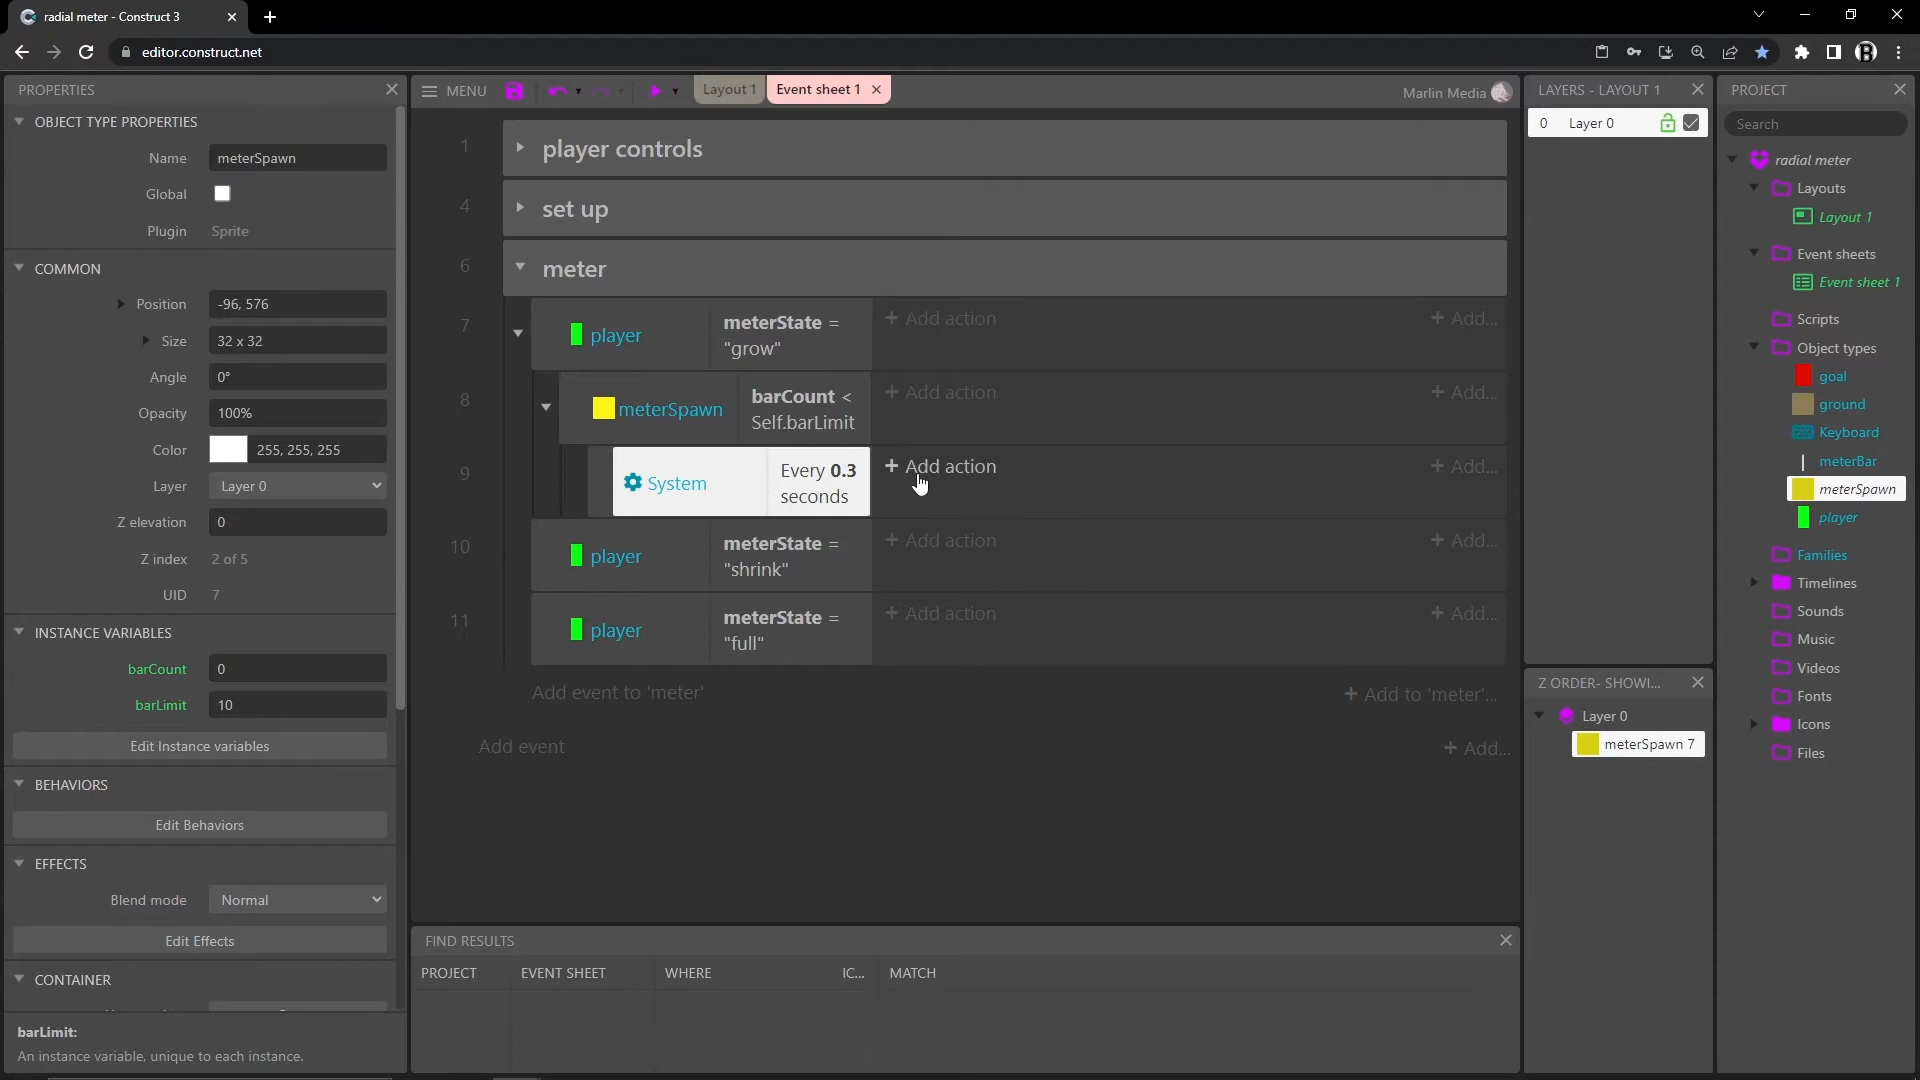 radial meter - Construct 3
editor.construct.net
PROPERTIES
OBJECT TYPE PROPERTIES
Name meterSpawn
Global
Plugin Sprite
COMMON
Position -96, 576
Size 32 x 32
Angle 0°
Opacity 100%
Color 255, 255, 255
Layer Layer 0
Z elevation 0
Z index 2 of 5
UID 7
INSTANCE VARIABLES
barCount 0
barLimit 10
Edit Instance variables
BEHAVIORS
Edit Behaviors
EFFECTS
Blend mode Normal
Edit Effects
CONTAINER
barLimit:
An instance variable, unique to each instance.
MENU
Layout 1
Event sheet 1
Marlin Media
1 player controls
4 set up
6 meter
7 player meterState = "grow" + Add action + Add...
8 meterSpawn barCount < Self.barLimit + Add action + Add...
9 System Every 0.3 seconds + Add action + Add...
10 player meterState = "shrink" + Add action + Add...
11 player meterState = "full" + Add action + Add...
Add event to 'meter' + Add to 'meter'...
Add event + Add...
FIND RESULTS
PROJECT EVENT SHEET WHERE IC... MATCH
LAYERS - LAYOUT 1
0 Layer 0
Z ORDER- SHOWI...
Layer 0
meterSpawn 7
PROJECT
Search
radial meter
Layouts
Layout 1
Event sheets
Event sheet 1
Scripts
Object types
goal
ground
Keyboard
meterBar
meterSpawn
player
Families
Timelines
Sounds
Music
Videos
Fonts
Icons
Files